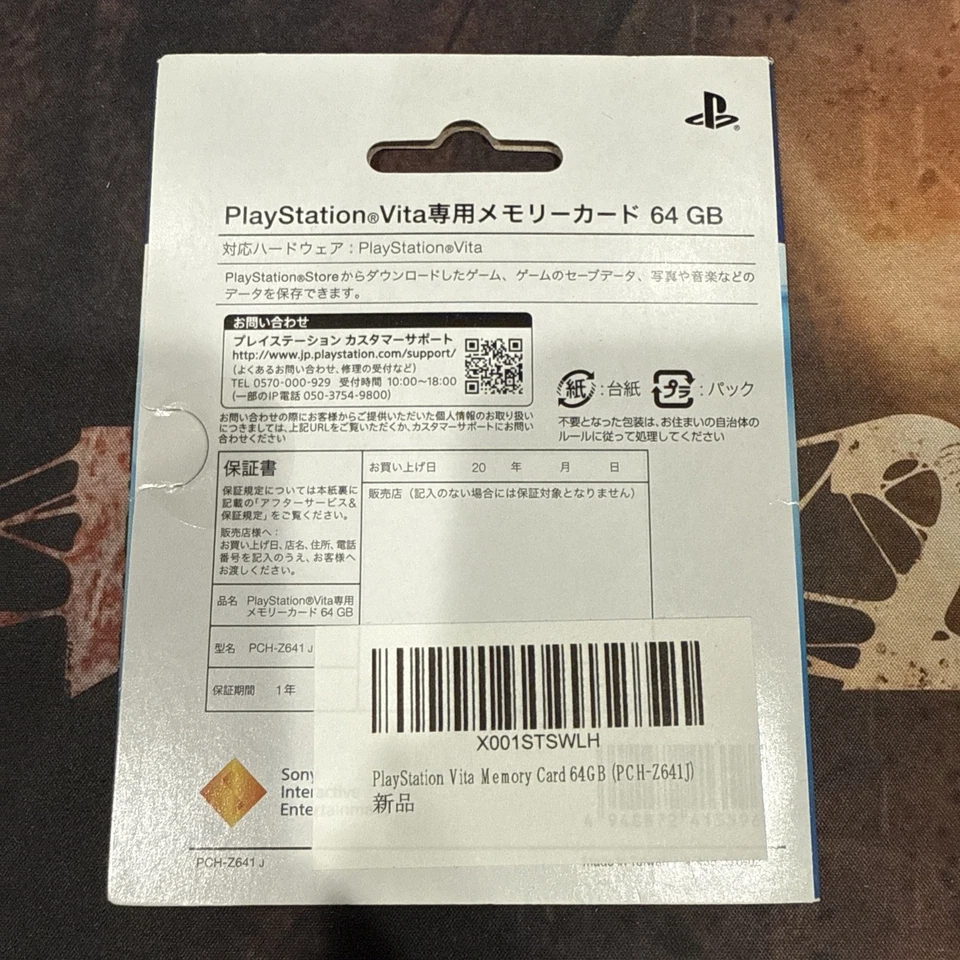 PlayStation®Vita専用メモリーカード 64 GB
対応ハードウェア：PlayStation®Vita
PlayStation®Storeからダウンロードしたゲーム、ゲームのセーブデータ、写真や音楽などの
データを保存できます。
お問い合わせ
プレイステーション カスタマーサポート
http://www.jp.playstation.com/support/
(よくあるお問い合わせ、修理の受付など)
TEL 0570-000-929 受付時間 10:00～18:00
(一部のIP電話 050-3754-9800)
お問い合わせの際にお客様からご提供いただいた個人情報のお取り扱い
につきましては、上記URLをご覧いただくか、カスタマーサポートにお問い
合わせください
紙：台紙 プラ：パック
不要となった包装は、お住まいの自治体の
ルールに従って処理してください
保証書
保証規定については本紙裏に
記載の「アフターサービス&
保証規定」をご覧ください。
販売店様へ：
お買い上げ日、店名、住所、電話
番号を記入のうえ、お客様へ
お渡しください。
お買い上げ日 20 年 月 日
販売店（記入のない場合には保証対象となりません）
品名 PlayStation®Vita専用
メモリーカード 64 GB
型名 PCH-Z641 J
保証期間 1年
X001STSWLH
PlayStation Vita Memory Card 64GB (PCH-Z641J)
新品
Sony
Interactive
Entertainment
PCH-Z641 J
Made in Taiwan